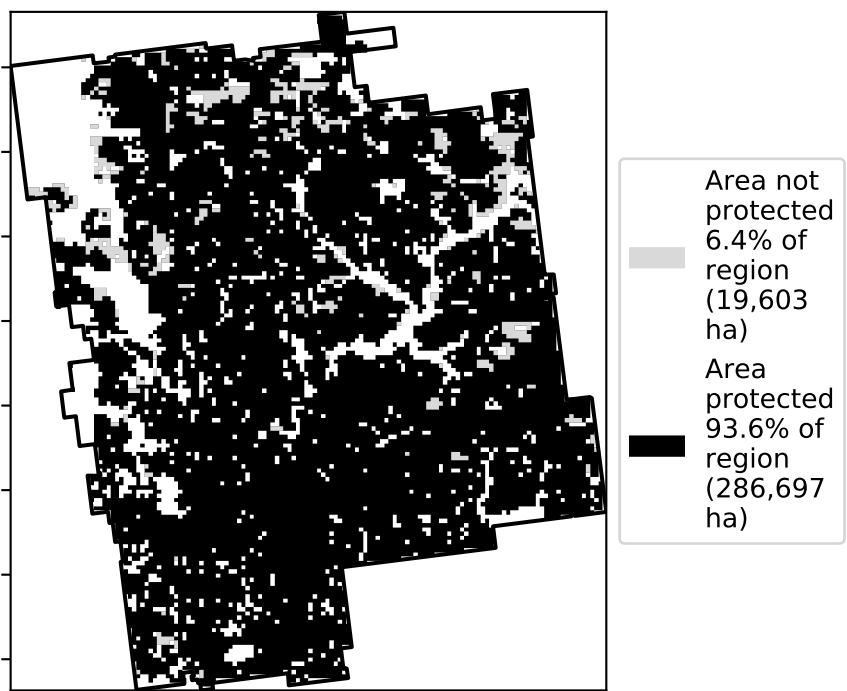 Area not
protected
6.4% of
region
(19,603
ha)
Area
protected
93.6% of
region
(286,697
ha)